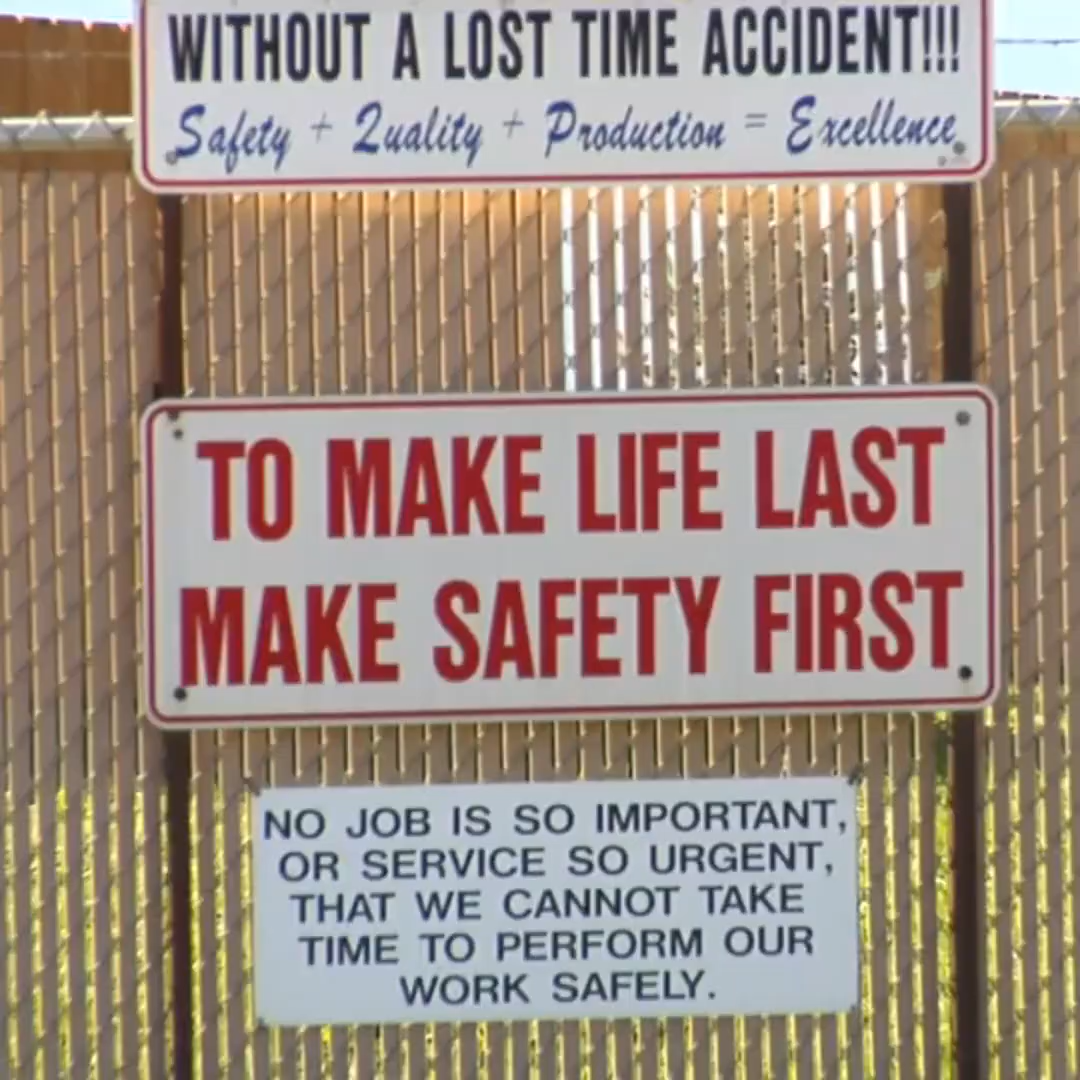 WITHOUT A LOST TIME ACCIDENT!!!
Safety + Quality + Production = Excellence
TO MAKE LIFE LAST
MAKE SAFETY FIRST
NO JOB IS SO IMPORTANT,
OR SERVICE SO URGENT,
THAT WE CANNOT TAKE
TIME TO PERFORM OUR
WORK SAFELY.